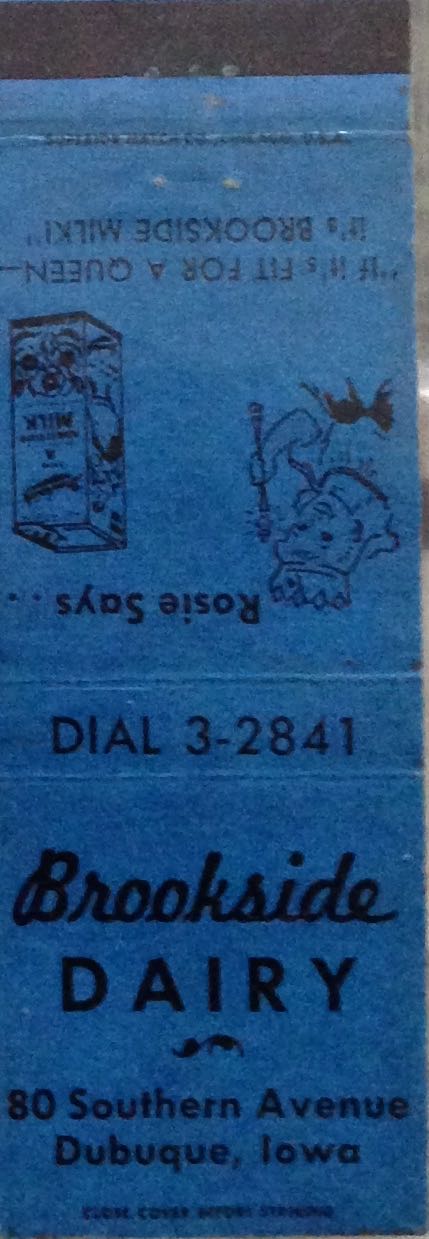 Rosie Says . .
MILK
"If it's FIT FOR A QUEEN—
it's BROOKSIDE MILK!"
DIAL 3-2841
Brookside
DAIRY
80 Southern Avenue
Dubuque, Iowa
CLOSE COVER BEFORE STRIKING